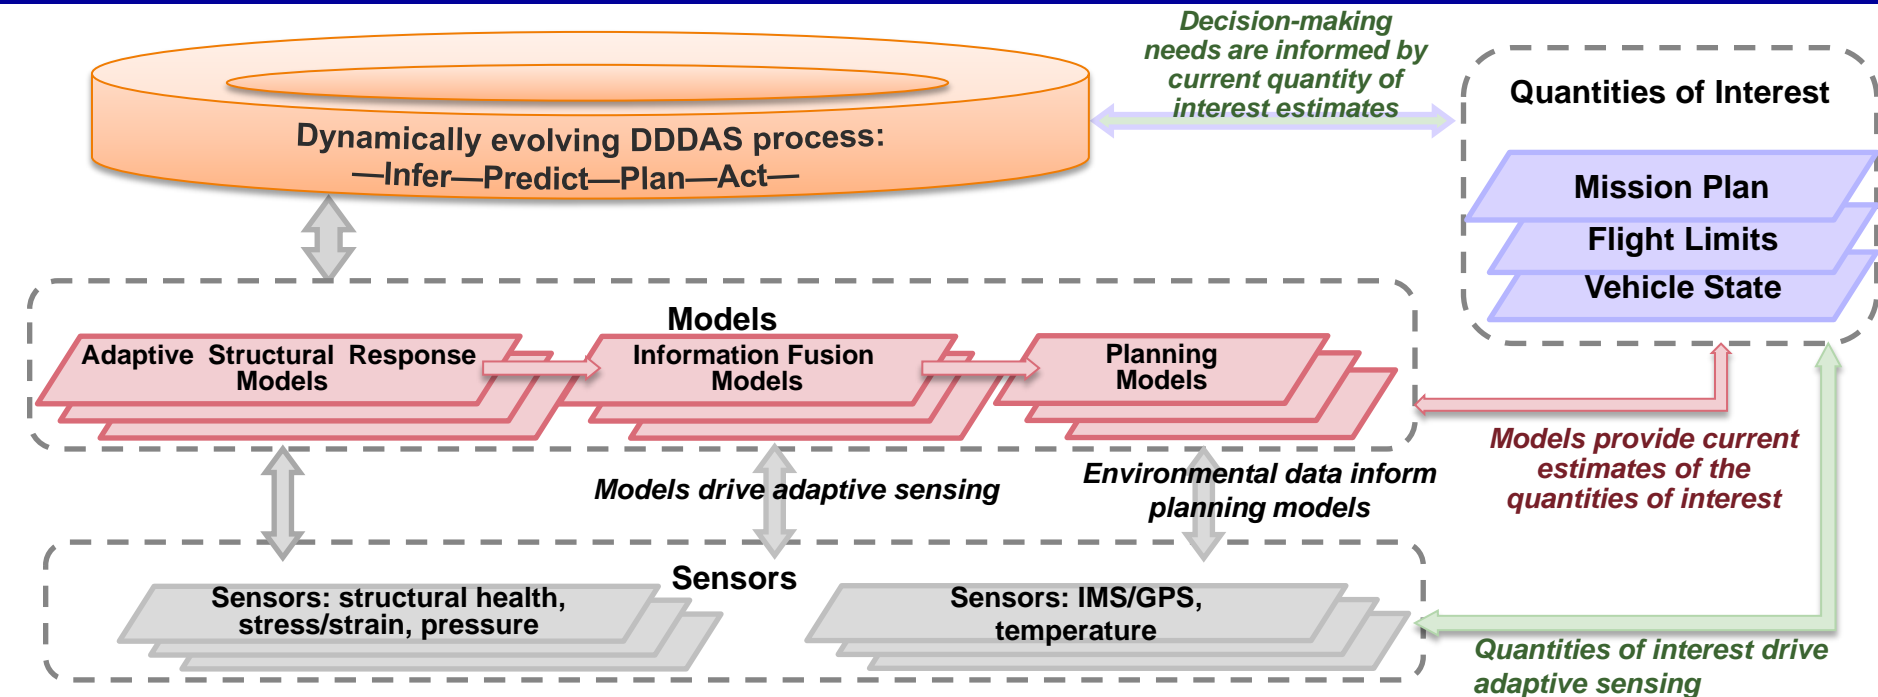 Decision-making
needs are informed by
current quantity of
interest estimates
Quantities of Interest
Dynamically evolving DDDAS process:
—Infer—Predict—Plan—Act—
Mission Plan
Flight Limits
Vehicle State
Models
Adaptive Structural Response
Models
Information Fusion
Models
Planning
Models
Models provide current
estimates of the
quantities of interest
Models drive adaptive sensing
Environmental data inform
planning models
Sensors
Sensors: structural health,
stress/strain, pressure
Sensors: IMS/GPS,
temperature
Quantities of interest drive
adaptive sensing